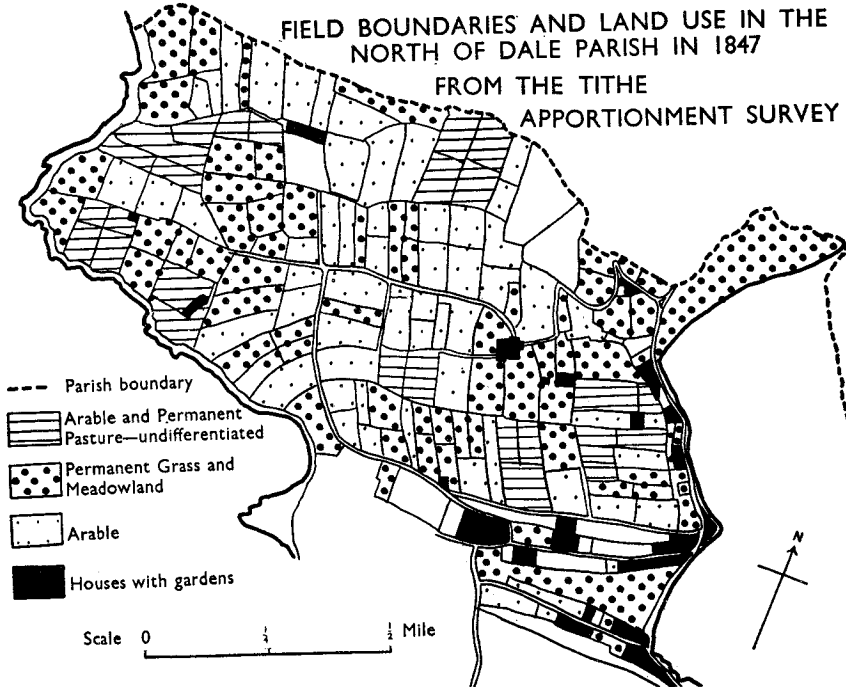 FIELD BOUNDARIES AND LAND USE IN THE
NORTH OF DALE PARISH IN 1847
FROM THE TITHE
APPORTIONMENT SURVEY
N
Parish boundary
Arable and Permanent
Pasture—undifferentiated
Permanent Grass and
Meadowland
Arable
Houses with gardens
Scale 0 ¼ ½ Mile